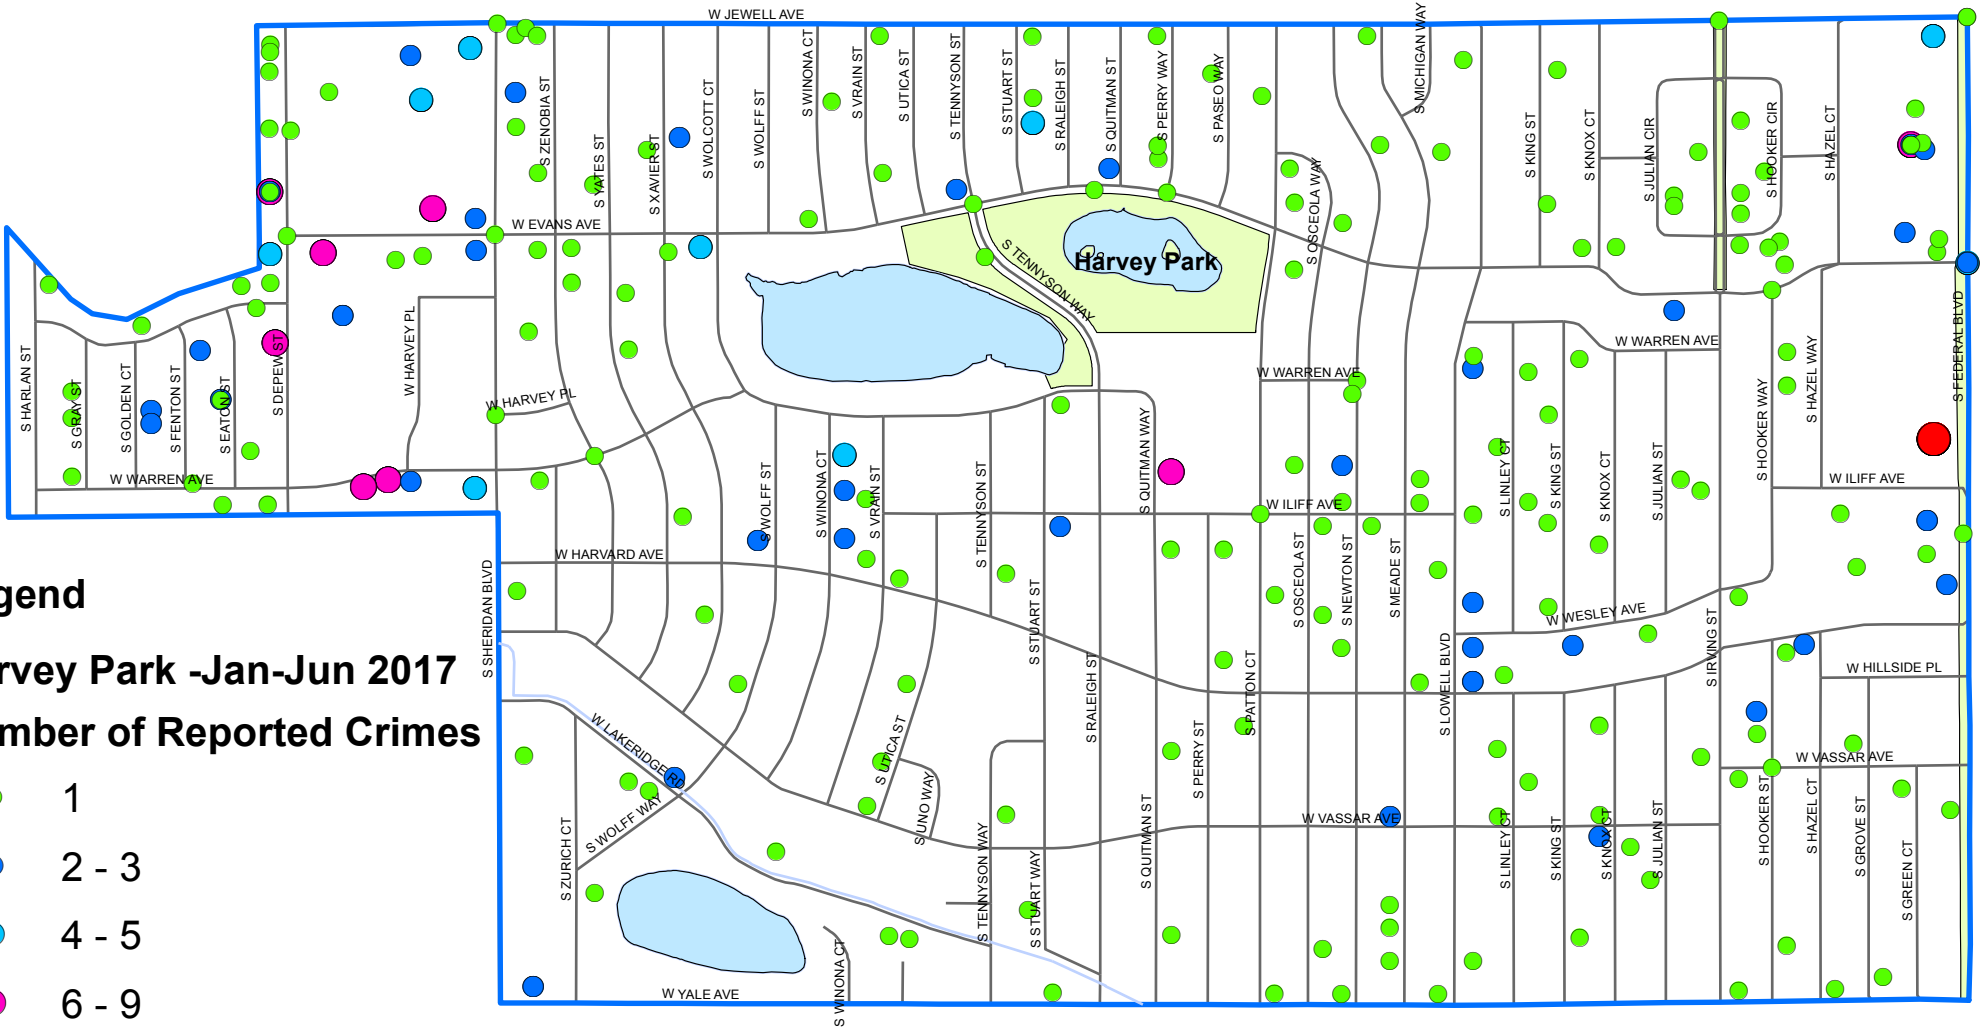 W JEWELL AVE
S MICHIGAN WAY
S WINONA CT
S VRAIN ST
S UTICA ST
S TENNYSON ST
S STUART ST
S RALEIGH ST
S QUITMAN ST
S PERRY WAY
S PASEO WAY
S ZENOBIA ST
S YATES ST
S XAVIER ST
S WOLCOTT CT
S WOLFF ST
S OSCEOLA WAY
S KING ST
S KNOX CT
S JULIAN CIR
S HOOKER CIR
S HAZEL CT
W EVANS AVE
S TENNYSON WAY
Harvey Park
S FEDERAL BLVD
W WARREN AVE
W WARREN AVE
S HARLAN ST
S GRAY ST
S GOLDEN CT
S FENTON ST
S EATON ST
S DEPEW ST
W HARVEY PL
W HARVEY PL
S HOOKER WAY
S HAZEL WAY
W WARREN AVE
S WOLFF ST
S WINONA CT
S VRAIN ST
S TENNYSON ST
S QUITMAN WAY
W ILIFF AVE
S LINLEY CT
S KING ST
S KNOX CT
S JULIAN ST
W ILIFF AVE
W HARVARD AVE
S SHERIDAN BLVD
S STUART ST
S RALEIGH ST
S OSCEOLA ST
S NEWTON ST
S MEADE ST
W WESLEY AVE
S LOWELL BLVD
S PATTON CT
S IRVING ST
W HILLSIDE PL
gend
rvey Park -Jan-Jun 2017
mber of Reported Crimes
1
2 - 3
4 - 5
6 - 9
W LAKERIDGE RD
S WOLFF WAY
S ZURICH CT
S UTICA ST
S UNO WAY
S PERRY ST
S QUITMAN ST
W VASSAR AVE
W VASSAR AVE
S TENNYSON WAY
S STUART WAY
S LINLEY CT
S KING ST
S KNOX CT
S JULIAN ST
S HOOKER ST
S HAZEL CT
S GROVE ST
S GREEN CT
S WINONA CT
W YALE AVE